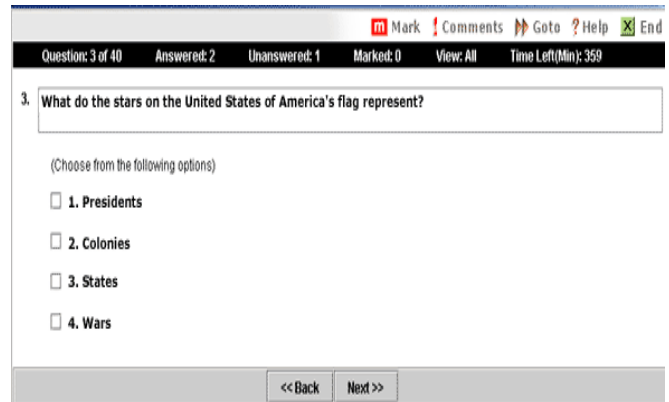 m Mark ! Comments Goto ? Help X End
Question: 3 of 40 Answered: 2 Unanswered: 1 Marked: 0 View: All Time Left(Min): 359
3. What do the stars on the United States of America's flag represent?
(Choose from the following options)
1. Presidents
2. Colonies
3. States
4. Wars
<< Back Next >>